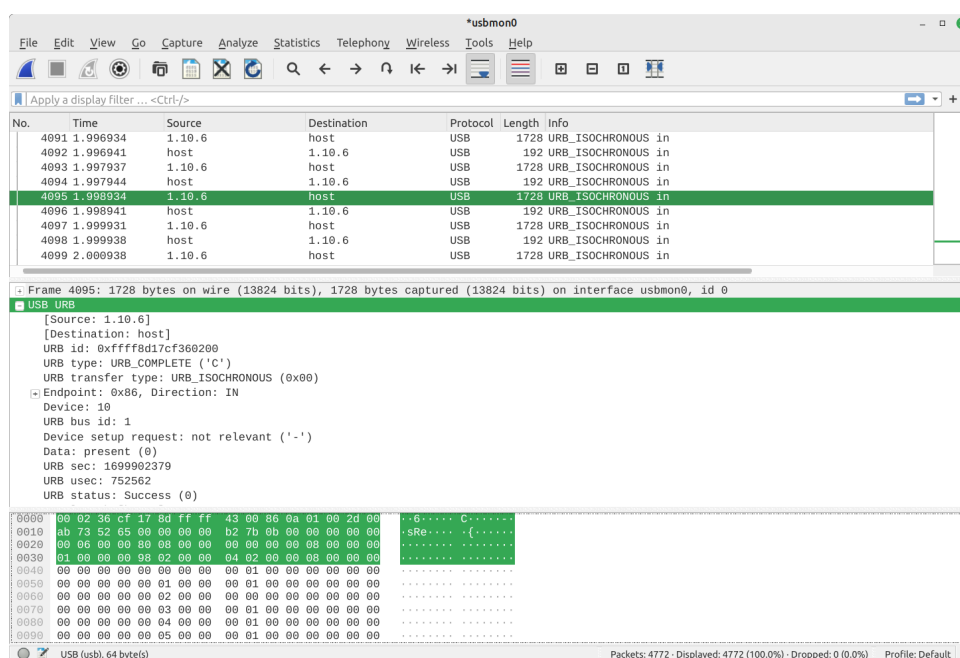 *usbmon0
File Edit View Go Capture Analyze Statistics Telephony Wireless Tools Help
Apply a display filter … <Ctrl-/>
No. Time Source Destination Protocol Length Info
4091 1.996934 1.10.6 host USB 1728 URB_ISOCHRONOUS in
4092 1.996941 host 1.10.6 USB 192 URB_ISOCHRONOUS in
4093 1.997937 1.10.6 host USB 1728 URB_ISOCHRONOUS in
4094 1.997944 host 1.10.6 USB 192 URB_ISOCHRONOUS in
4095 1.998934 1.10.6 host USB 1728 URB_ISOCHRONOUS in
4096 1.998941 host 1.10.6 USB 192 URB_ISOCHRONOUS in
4097 1.999931 1.10.6 host USB 1728 URB_ISOCHRONOUS in
4098 1.999938 host 1.10.6 USB 192 URB_ISOCHRONOUS in
4099 2.000938 1.10.6 host USB 1728 URB_ISOCHRONOUS in
Frame 4095: 1728 bytes on wire (13824 bits), 1728 bytes captured (13824 bits) on interface usbmon0, id 0
USB URB
[Source: 1.10.6]
[Destination: host]
URB id: 0xffff8d17cf360200
URB type: URB_COMPLETE ('C')
URB transfer type: URB_ISOCHRONOUS (0x00)
Endpoint: 0x86, Direction: IN
Device: 10
URB bus id: 1
Device setup request: not relevant ('-')
Data: present (0)
URB sec: 1699902379
URB usec: 752562
URB status: Success (0)
0000 00 02 36 cf 17 8d ff ff 43 00 86 0a 01 00 2d 00 ··6····· C·····-·
0010 ab 73 52 65 00 00 00 00 b2 7b 0b 00 00 00 00 00 ·sRe···· ·{······
0020 00 06 00 00 80 08 00 00 00 00 00 00 08 00 00 00 ········ ········
0030 01 00 00 00 98 02 00 00 04 02 00 00 08 00 00 00 ········ ········
0040 00 00 00 00 00 00 00 00 00 01 00 00 00 00 00 00 ········ ········
0050 00 00 00 00 00 01 00 00 00 01 00 00 00 00 00 00 ········ ········
0060 00 00 00 00 00 02 00 00 00 01 00 00 00 00 00 00 ········ ········
0070 00 00 00 00 00 03 00 00 00 01 00 00 00 00 00 00 ········ ········
0080 00 00 00 00 00 04 00 00 00 01 00 00 00 00 00 00 ········ ········
0090 00 00 00 00 00 05 00 00 00 01 00 00 00 00 00 00 ········ ········
USB (usb), 64 byte(s) Packets: 4772 · Displayed: 4772 (100.0%) · Dropped: 0 (0.0%) Profile: Default